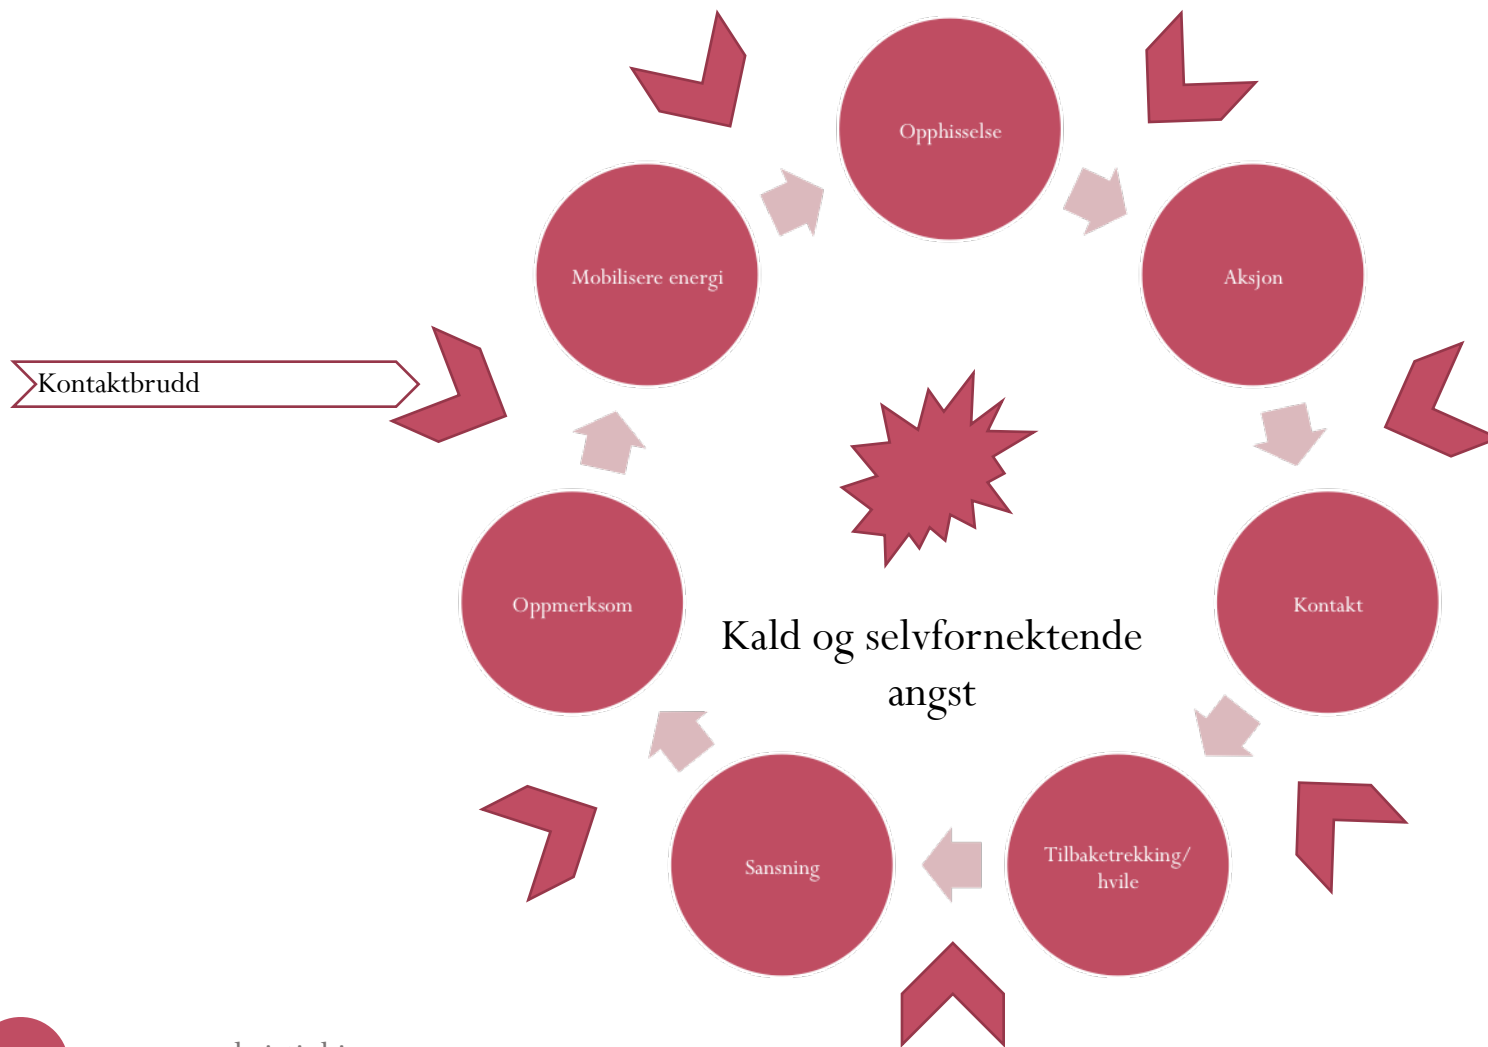 Opphisselse
Mobilisere energi
Aksjon
Kontaktbrudd
Oppmerksom
Kontakt
Kald og selvfornektende
angst
Sansning
Tilbaketrekking/
hvile